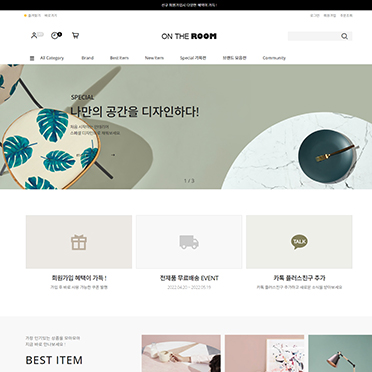 신규 회원가입시 다양한 혜택이 가득 !
즐겨찾기 바로가기
로그인 회원가입 주문조회
ON THE ROOM
All Category Brand Best Item New Item Special 기획관 브랜드 모음관 Community
SPECIAL
나만의 공간을 디자인하다!
1 / 3
회원가입 혜택이 가득 !
가입 후 바로 사용 가능한 쿠폰 발행
전제품 무료배송 EVENT
2022.04.20 ~ 2022.05.19
TALK
카톡 플러스친구 추가
카톡 플러스친구 추가하고 새로운 소식을 받아보세요
가장 인기있는 상품을 모아모아
지금 바로 만나보세요 !
BEST ITEM